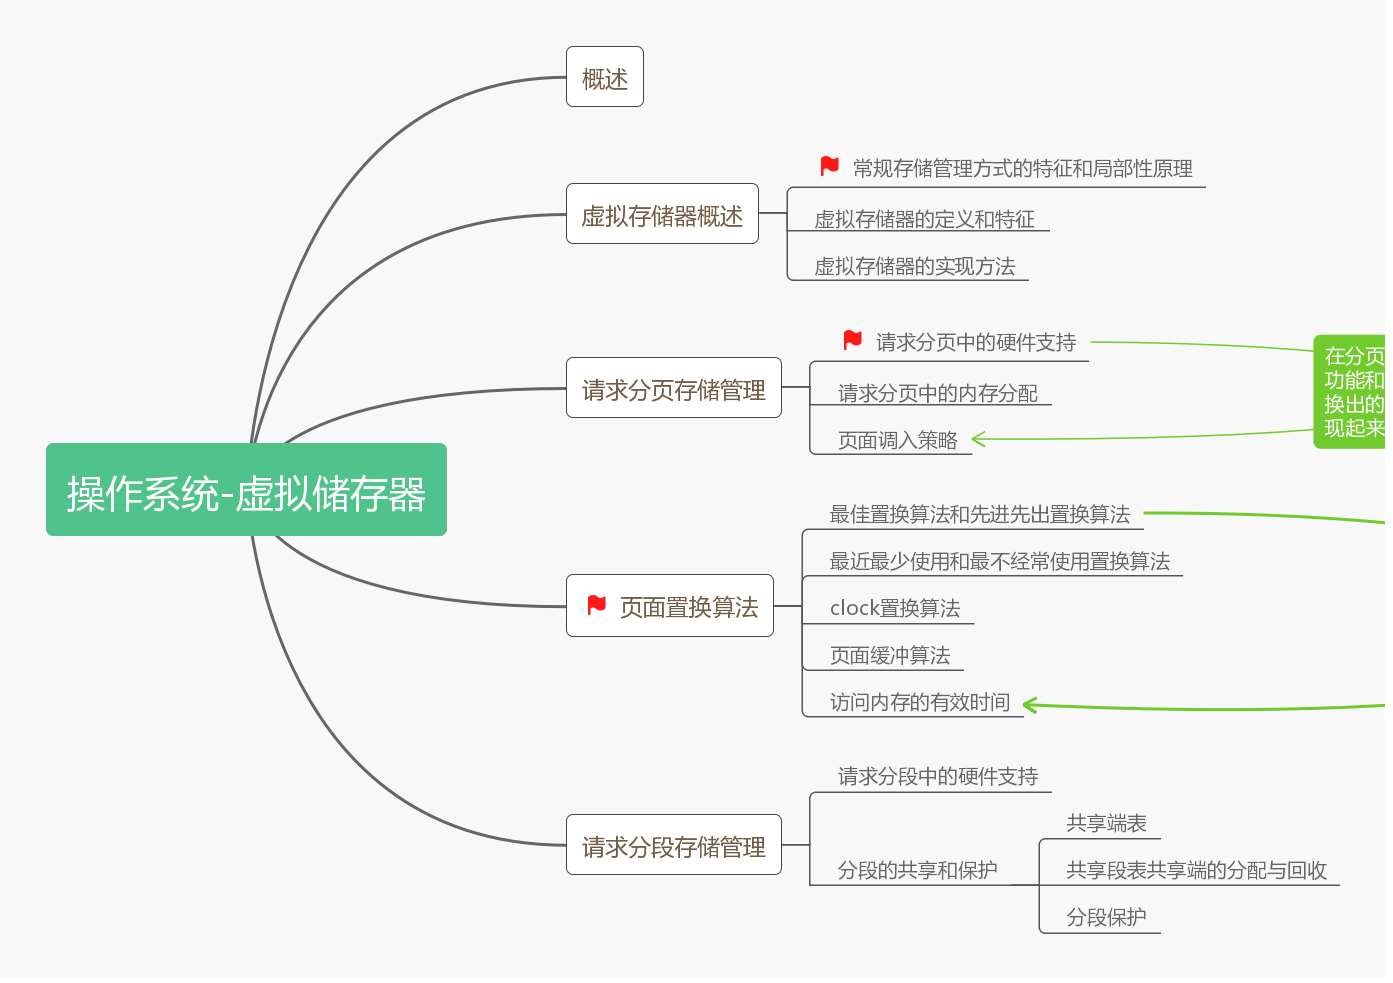 概述
常规存储管理方式的特征和局部性原理
虚拟存储器概述
虚拟存储器的定义和特征
虚拟存储器的实现方法
请求分页中的硬件支持
请求分页存储管理
请求分页中的内存分配
页面调入策略
在分页
功能和
换出的
现起来
操作系统-虚拟储存器
最佳置换算法和先进先出置换算法
最近最少使用和最不经常使用置换算法
页面置换算法
clock置换算法
页面缓冲算法
访问内存的有效时间
请求分段中的硬件支持
请求分段存储管理
分段的共享和保护
共享端表
共享段表共享端的分配与回收
分段保护